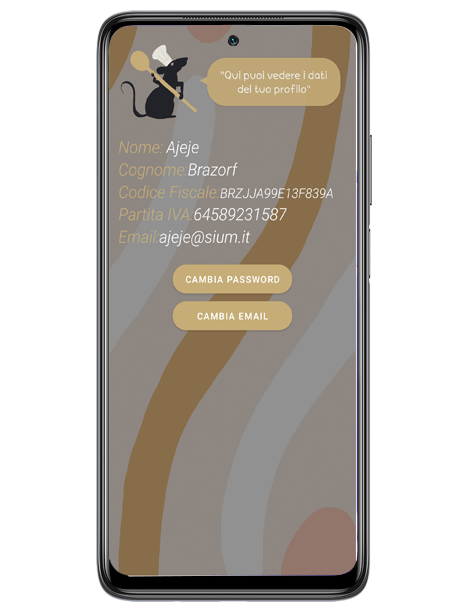 "Qui puoi vedere i dati
del tuo profilo"
Nome: Ajeje
Cognome:Brazorf
Codice Fiscale:BRZJJA99E13F839A
Partita IVA:64589231587
Email:ajeje@sium.it
CAMBIA PASSWORD
CAMBIA EMAIL